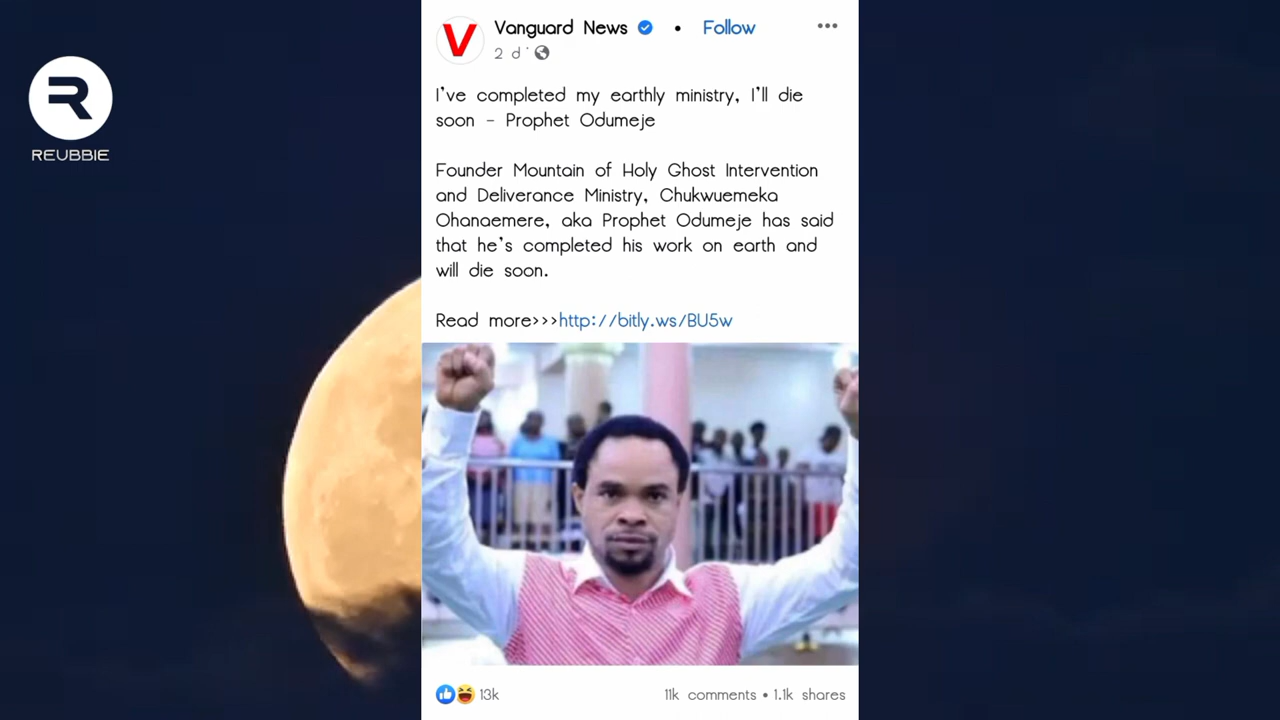 REUBBIE
Vanguard News • Follow
2 d ·
I've completed my earthly ministry, I'll die
soon - Prophet Odumeje
Founder Mountain of Holy Ghost Intervention
and Deliverance Ministry, Chukwuemeka
Ohanaemere, aka Prophet Odumeje has said
that he's completed his work on earth and
will die soon.
Read more>>>http://bitly.ws/BU5w
13k
11k comments • 1.1k shares